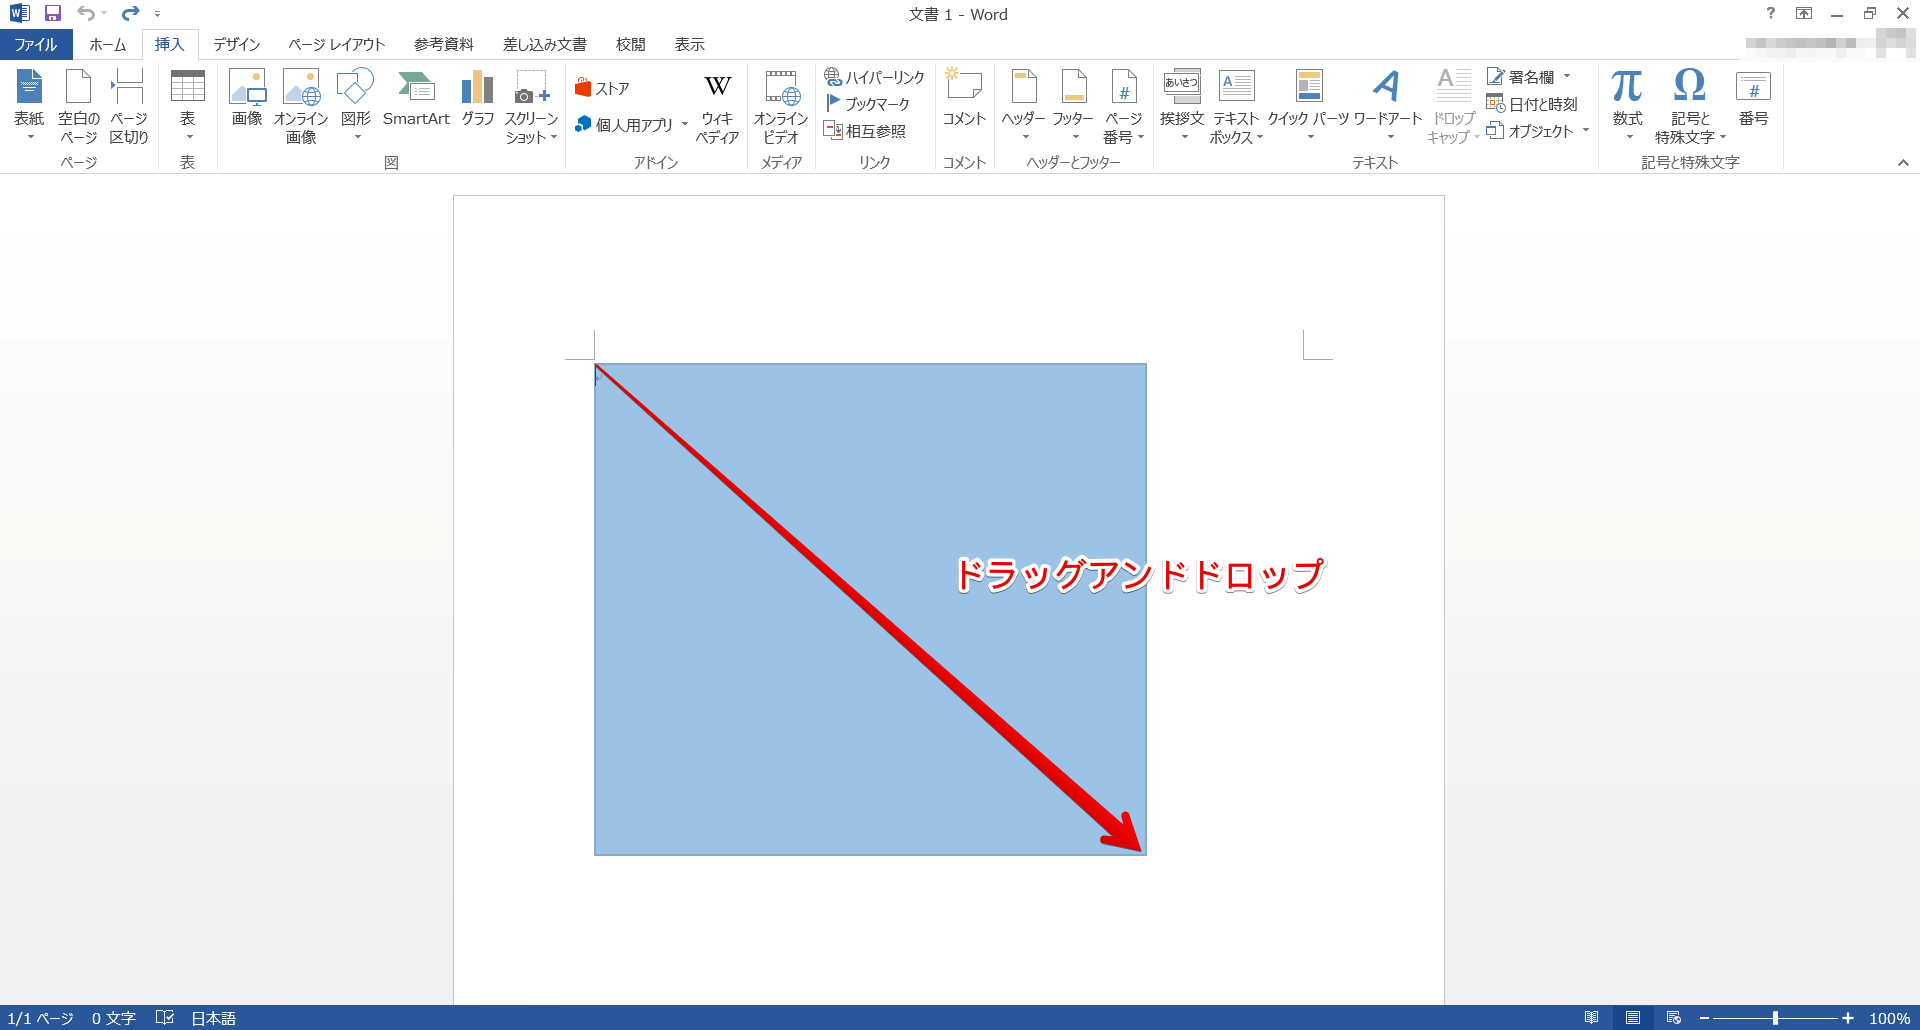 文書 1 - Word
?
ファイル ホーム 挿入 デザイン ページ レイアウト 参考資料 差し込み文書 校閲 表示
表紙
空白の
ページ
ページ
区切り
ページ
表
表
画像
オンライン
画像
図形
SmartArt
グラフ
スクリーン
ショット
図
ストア
個人用アプリ
W
ウィキ
ペディア
アドイン
オンライン
ビデオ
メディア
ハイパーリンク
ブックマーク
相互参照
リンク
コメント
コメント
ヘッダー
フッター
#
ページ
番号
ヘッダーとフッター
あいさつ
挨拶文
A
テキスト
ボックス
クイック パーツ
A
ワードアート
A
ドロップ
キャップ
署名欄
日付と時刻
オブジェクト
テキスト
π
数式
Ω
記号と
特殊文字
#
番号
記号と特殊文字
ドラッグアンドドロップ
1/1 ページ 0 文字 日本語 100%